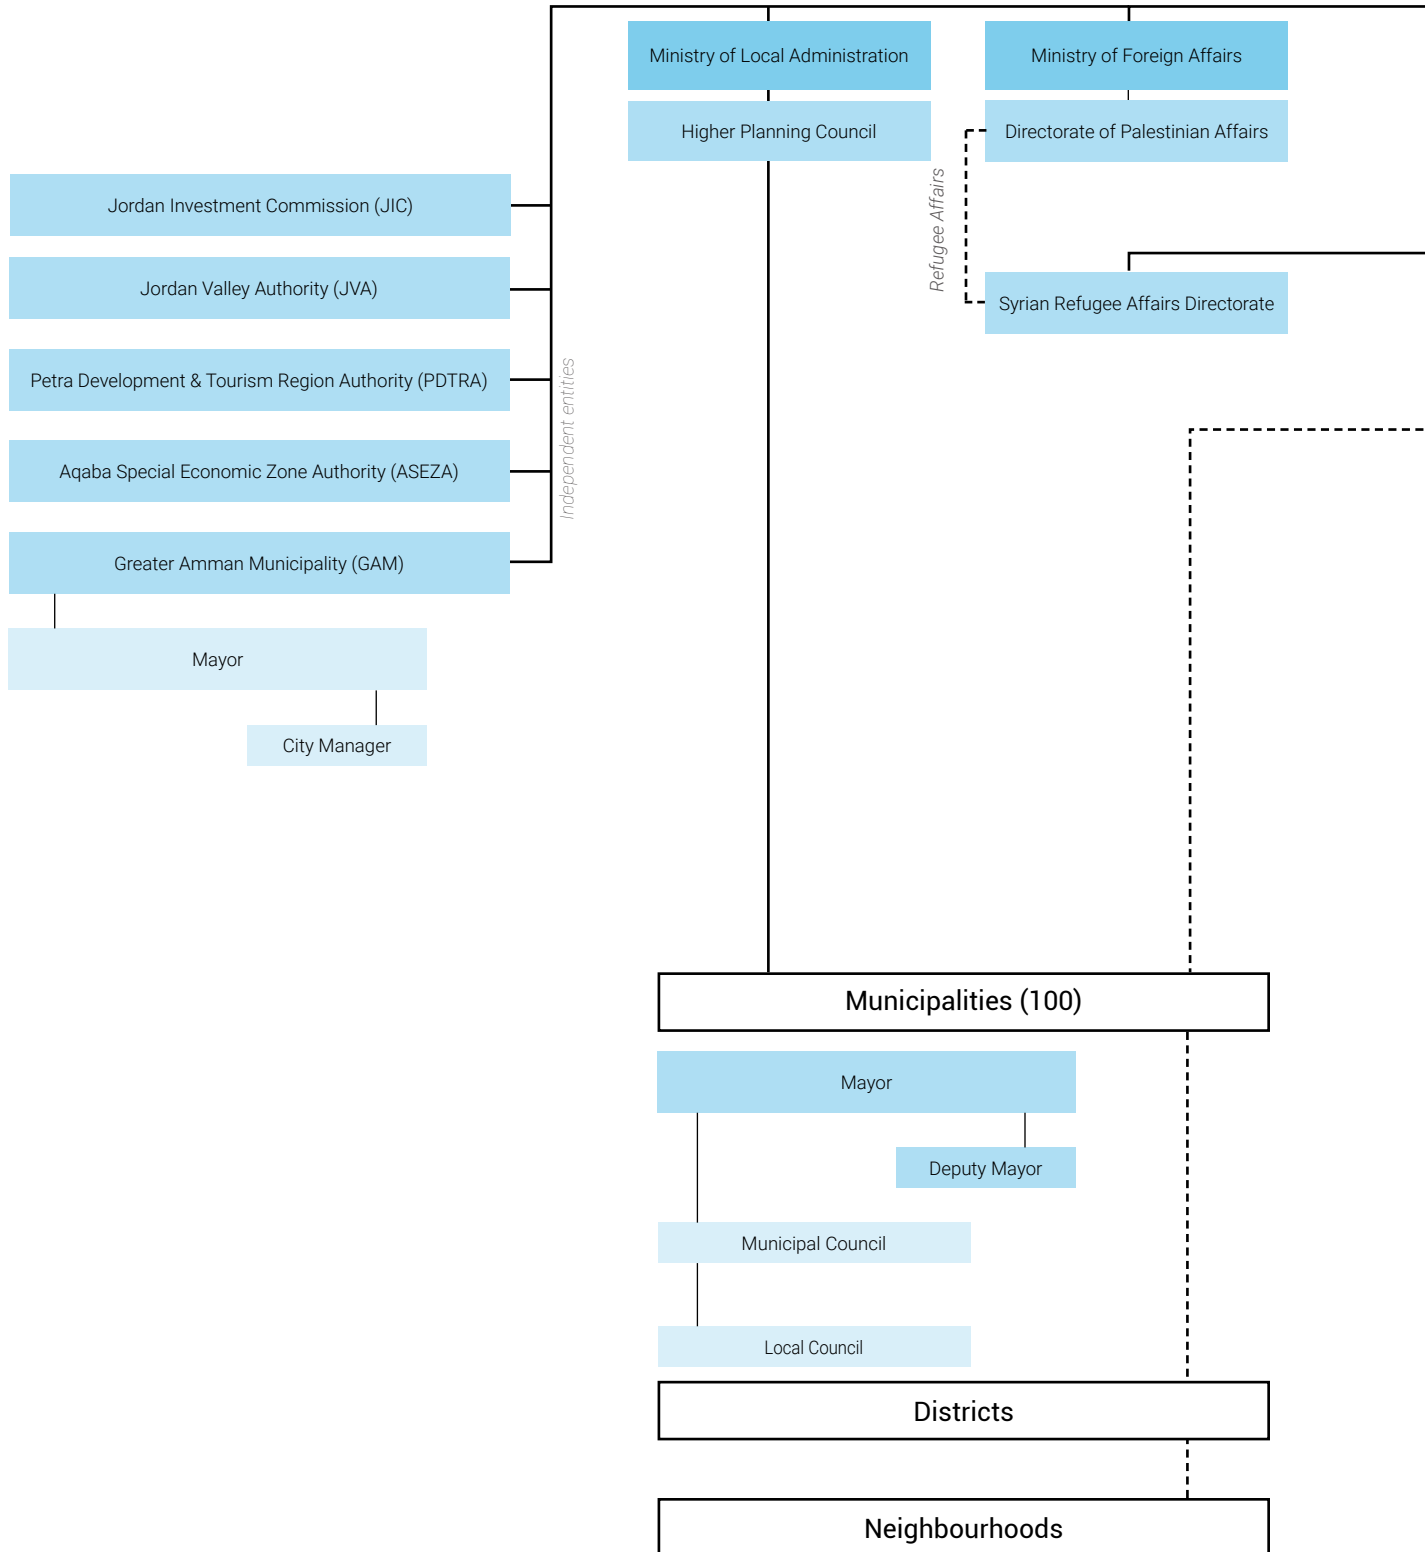 Ministry of Local Administration
Ministry of Foreign Affairs
Higher Planning Council
Directorate of Palestinian Affairs
Refugee Affairs
Jordan Investment Commission (JIC)
Jordan Valley Authority (JVA)
Syrian Refugee Affairs Directorate
Petra Development & Tourism Region Authority (PDTRA)
Independent entities
Aqaba Special Economic Zone Authority (ASEZA)
Greater Amman Municipality (GAM)
Mayor
City Manager
Municipalities (100)
Mayor
Deputy Mayor
Municipal Council
Local Council
Districts
Neighbourhoods